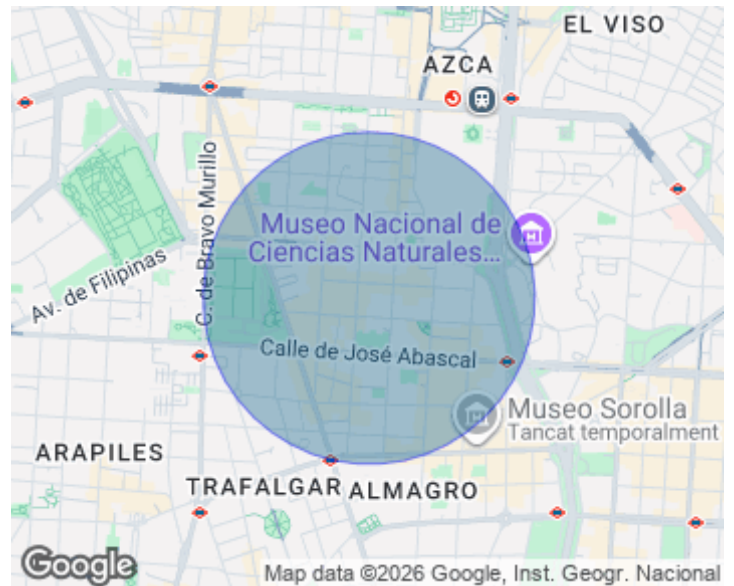 EL VISO
AZCA
C. de Bravo Murillo
Museo Nacional de
Ciencias Naturales...
Av. de Filipinas
Calle de José Abascal
Museo Sorolla
Tancat temporalment
ARAPILES
TRAFALGAR
ALMAGRO
Google
Map data ©2026 Google, Inst. Geogr. Nacional